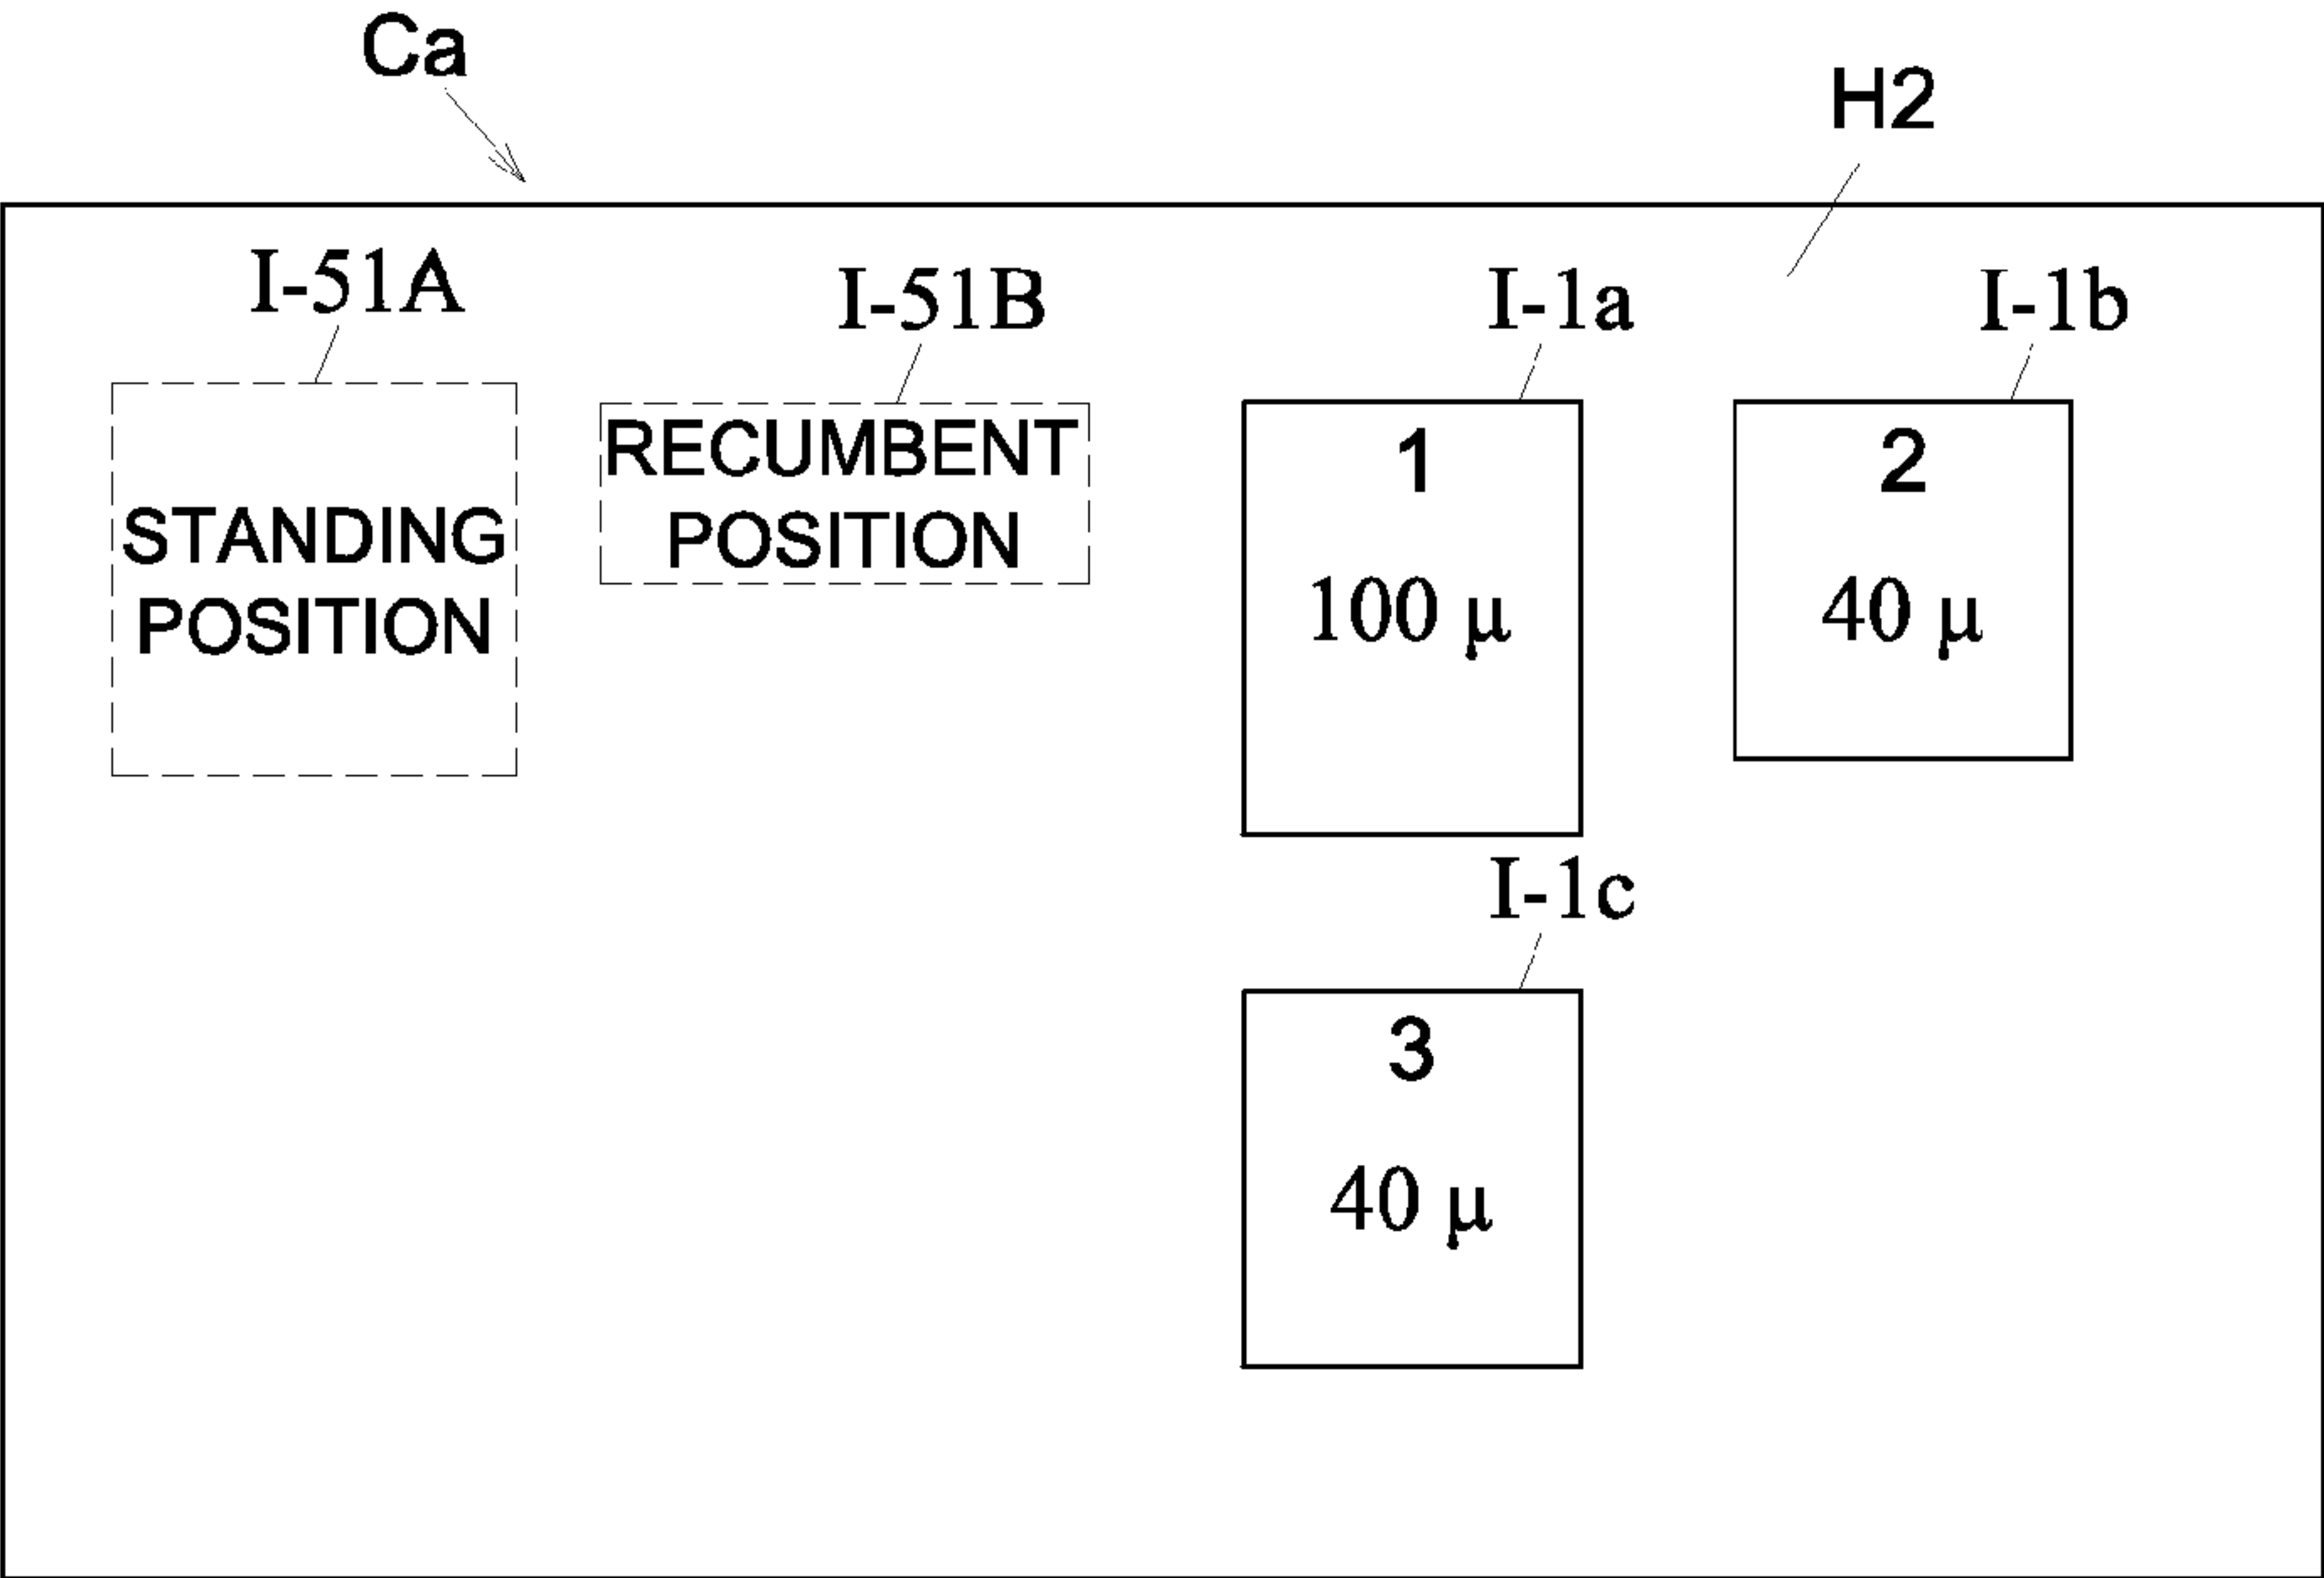 Ca
H2
I-51A
I-51B
I-1a
I-1b
STANDING
POSITION
RECUMBENT
POSITION
1
100 μ
2
40 μ
I-1c
3
40 μ